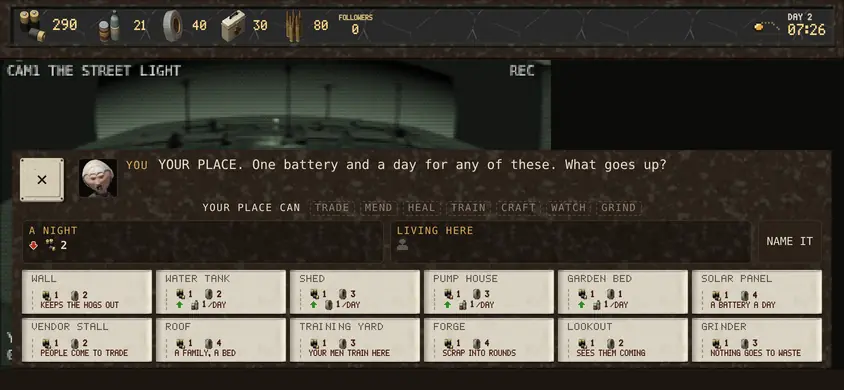 290 21 40 30 80 FOLLOWERS 0 DAY 2 07:26
CAM1 THE STREET LIGHT REC
× YOU YOUR PLACE. One battery and a day for any of these. What goes up?
YOUR PLACE CAN TRADE MEND HEAL TRAIN CRAFT WATCH GRIND
A NIGHT
2
LIVING HERE
NAME IT
WALL
1 2
KEEPS THE HOGS OUT
WATER TANK
1 2
1/DAY
SHED
1 3
1/DAY
PUMP HOUSE
1 3
1/DAY
GARDEN BED
1 1
1/DAY
SOLAR PANEL
1 4
A BATTERY A DAY
VENDOR STALL
1 2
PEOPLE COME TO TRADE
ROOF
1 4
A FAMILY, A BED
TRAINING YARD
1 3
YOUR MEN TRAIN HERE
FORGE
1 4
SCRAP INTO ROUNDS
LOOKOUT
1 2
SEES THEM COMING
GRINDER
1 3
NOTHING GOES TO WASTE